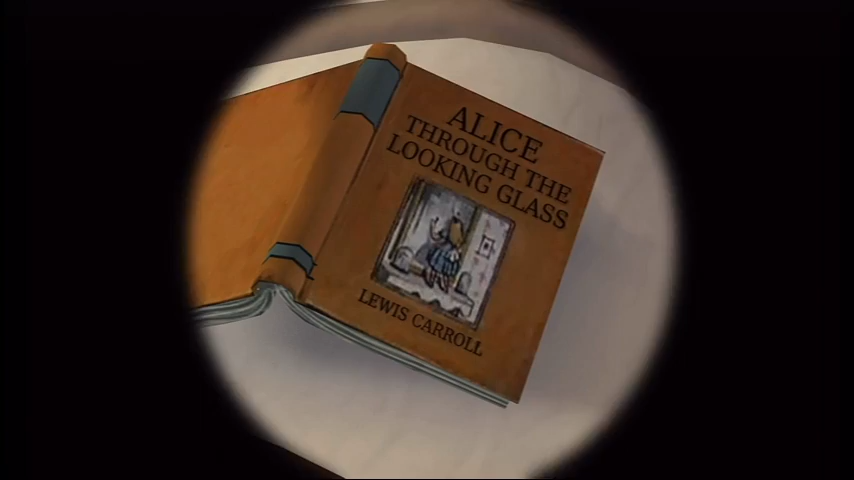 ALICE
THROUGH THE
LOOKING GLASS
LEWIS CARROLL